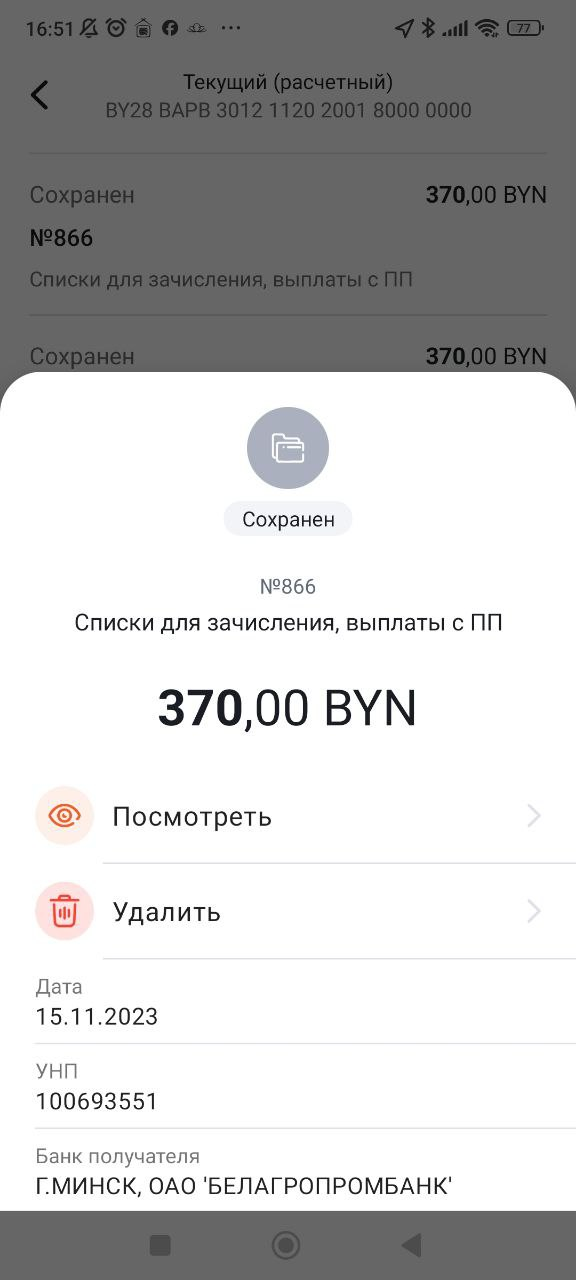 16:51
77
Текущий (расчетный)
BY28 BAPB 3012 1120 2001 8000 0000
Сохранен 370,00 BYN
№866
Списки для зачисления, выплаты с ПП
Сохранен 370,00 BYN
Сохранен
№866
Списки для зачисления, выплаты с ПП
370,00 BYN
Посмотреть
Удалить
Дата
15.11.2023
УНП
100693551
Банк получателя
Г.МИНСК, ОАО 'БЕЛАГРОПРОМБАНК'